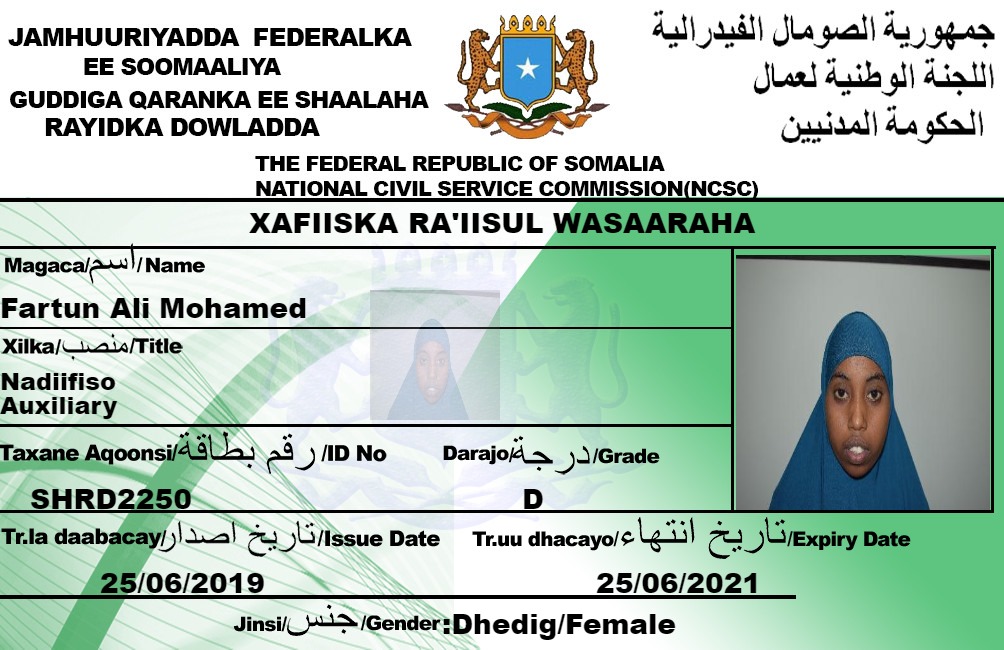 JAMHUURIYADDA FEDERALKA
EE SOOMAALIYA
GUDDIGA QARANKA EE SHAALAHA
RAYIDKA DOWLADDA
جمهورية الصومال الفيدرالية
اللجنة الوطنية لعمال
الحكومة المدنيين
THE FEDERAL REPUBLIC OF SOMALIA
NATIONAL CIVIL SERVICE COMMISSION(NCSC)
XAFIISKA RA'IISUL WASAARAHA
Magaca/اسم/Name
Fartun Ali Mohamed
Xilka/منصب/Title
Nadiifiso
Auxiliary
Taxane Aqoonsi/رقم بطاقة/ID No
SHRD2250
Darajo/درجة/Grade
D
Tr.la daabacay/تاريخ اصدار/Issue Date
25/06/2019
Tr.uu dhacayo/تاريخ انتهاء/Expiry Date
25/06/2021
Jinsi/جنس/Gender:Dhedig/Female